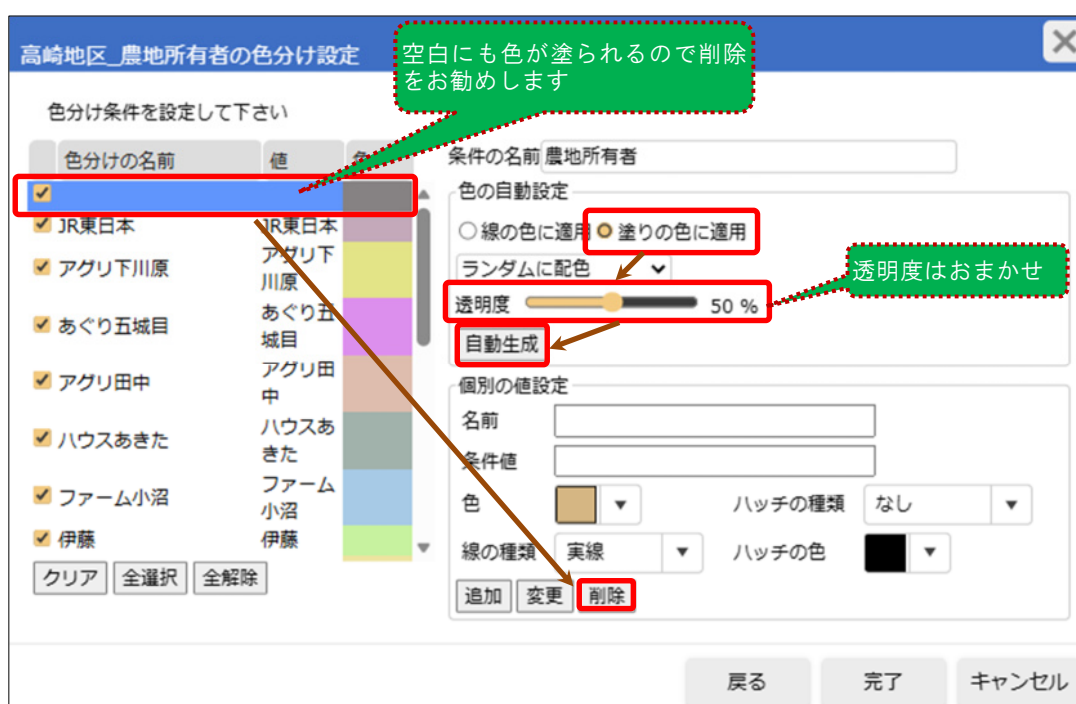 高崎地区_農地所有者の色分け設定
空白にも色が塗られるので削除
をお勧めします
色分け条件を設定して下さい
色分けの名前 値
JR東日本 JR東日本
アグリ下川原 アグリ下
川原
あぐり五城目 あぐり五
城目
アグリ田中 アグリ田
中
ハウスあきた ハウスあ
きた
ファーム小沼 ファーム
小沼
伊藤 伊藤
クリア 全選択 全解除
条件の名前 農地所有者
色の自動設定
線の色に適用 塗りの色に適用
ランダムに配色
透明度 50 %
透明度はおまかせ
自動生成
個別の値設定
名前
条件値
色 ハッチの種類 なし
線の種類 実線 ハッチの色
追加 変更 削除
戻る 完了 キャンセル